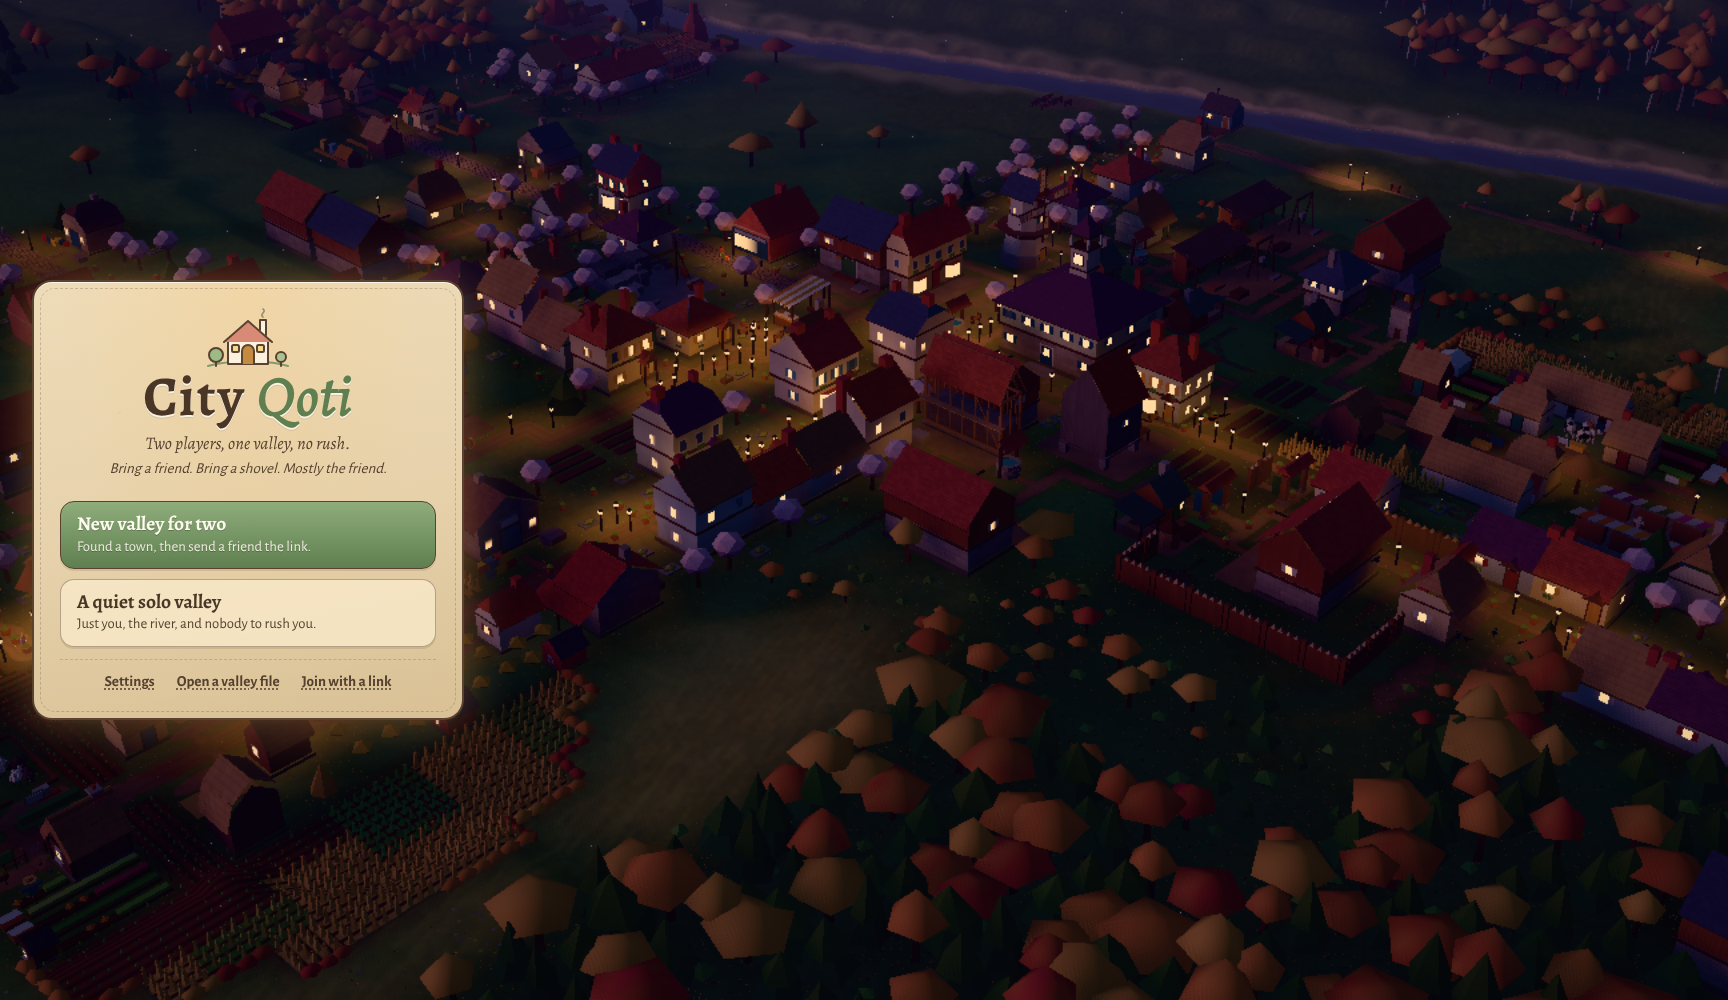 City Qoti
Two players, one valley, no rush.
Bring a friend. Bring a shovel. Mostly the friend.
New valley for two
Found a town, then send a friend the link.
A quiet solo valley
Just you, the river, and nobody to rush you.
Settings Open a valley file Join with a link